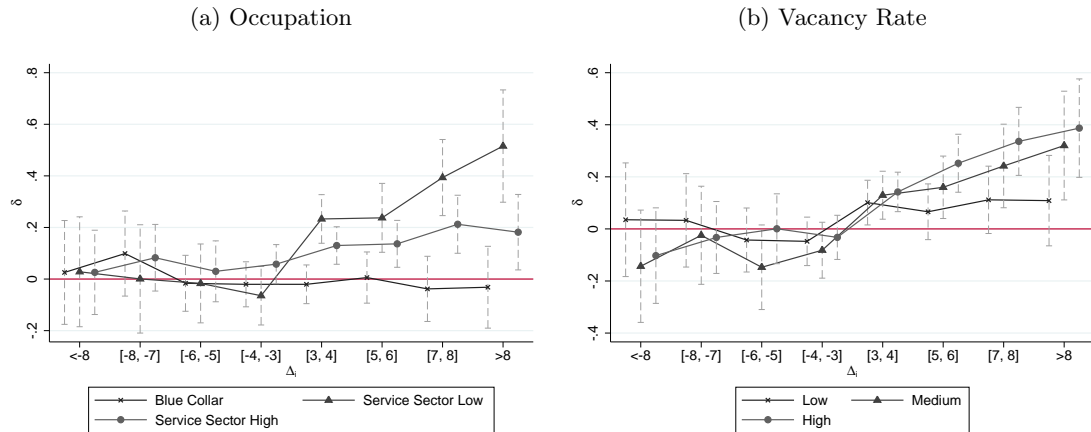 (a) Occupation
.8
.6
.4
.2
0
-.2
δ
<-8 [-8, -7] [-6, -5] [-4, -3] [3, 4] [5, 6] [7, 8] >8
Δi
Blue Collar Service Sector Low
Service Sector High
(b) Vacancy Rate
.6
.4
.2
0
-.2
-.4
δ
<-8 [-8, -7] [-6, -5] [-4, -3] [3, 4] [5, 6] [7, 8] >8
Δi
Low Medium
High